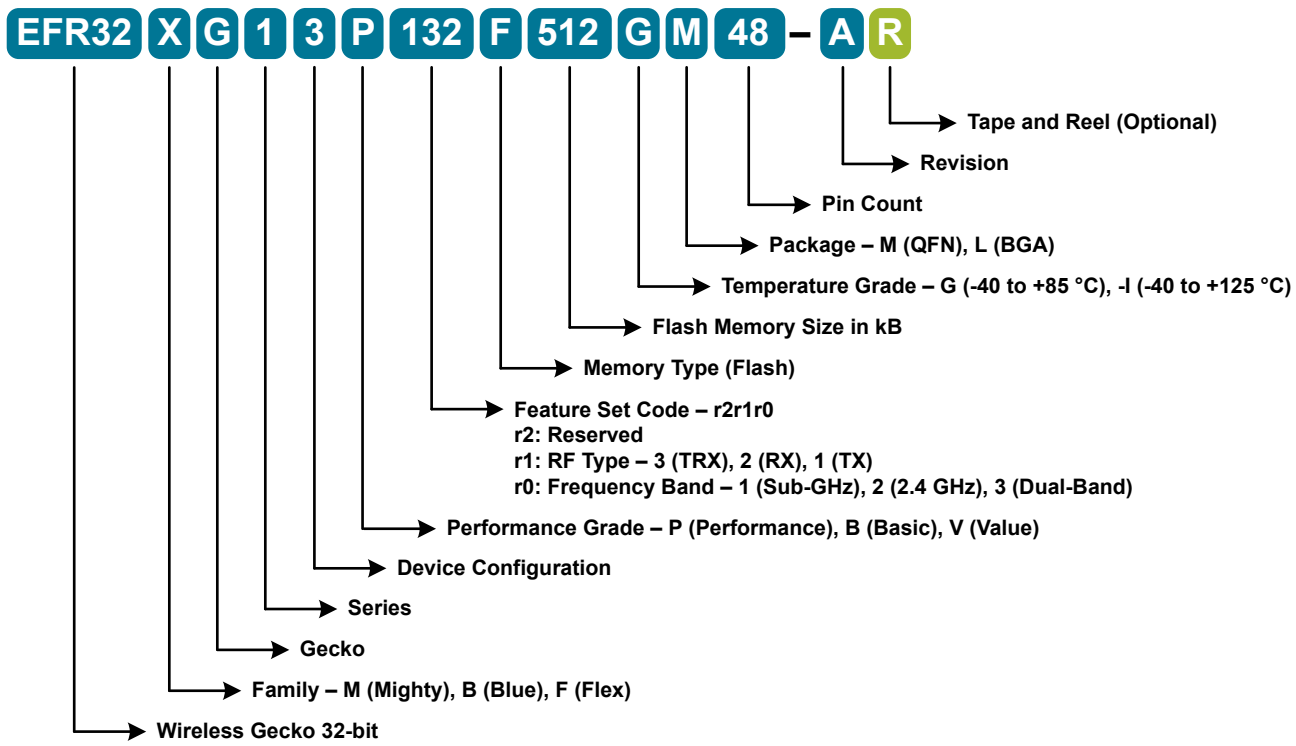 EFR32 X G 1 3 P 132 F 512 G M 48 – A R
Tape and Reel (Optional)
Revision
Pin Count
Package – M (QFN), L (BGA)
Temperature Grade – G (-40 to +85 °C), -I (-40 to +125 °C)
Flash Memory Size in kB
Memory Type (Flash)
Feature Set Code – r2r1r0
r2: Reserved
r1: RF Type – 3 (TRX), 2 (RX), 1 (TX)
r0: Frequency Band – 1 (Sub-GHz), 2 (2.4 GHz), 3 (Dual-Band)
Performance Grade – P (Performance), B (Basic), V (Value)
Device Configuration
Series
Gecko
Family – M (Mighty), B (Blue), F (Flex)
Wireless Gecko 32-bit